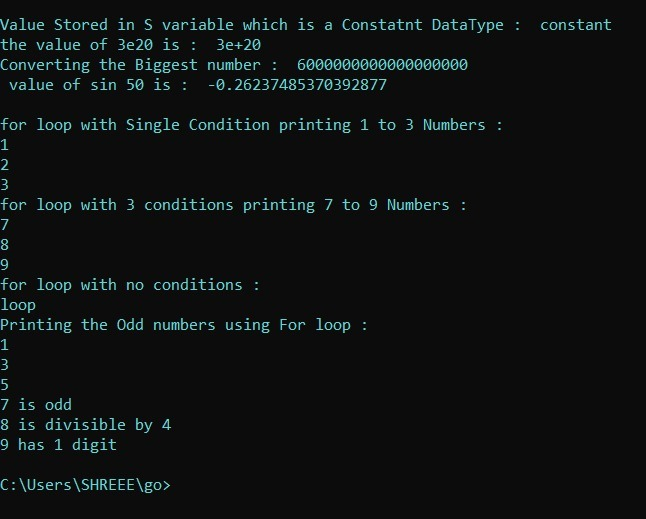 Value Stored in S variable which is a Constatnt DataType :  constant
the value of 3e20 is :  3e+20
Converting the Biggest number :  6000000000000000000
 value of sin 50 is :  -0.26237485370392877
for loop with Single Condition printing 1 to 3 Numbers :
1
2
3
for loop with 3 conditions printing 7 to 9 Numbers :
7
8
9
for loop with no conditions :
loop
Printing the Odd numbers using For loop :
1
3
5
7 is odd
8 is divisible by 4
9 has 1 digit
C:\Users\SHREEE\go>